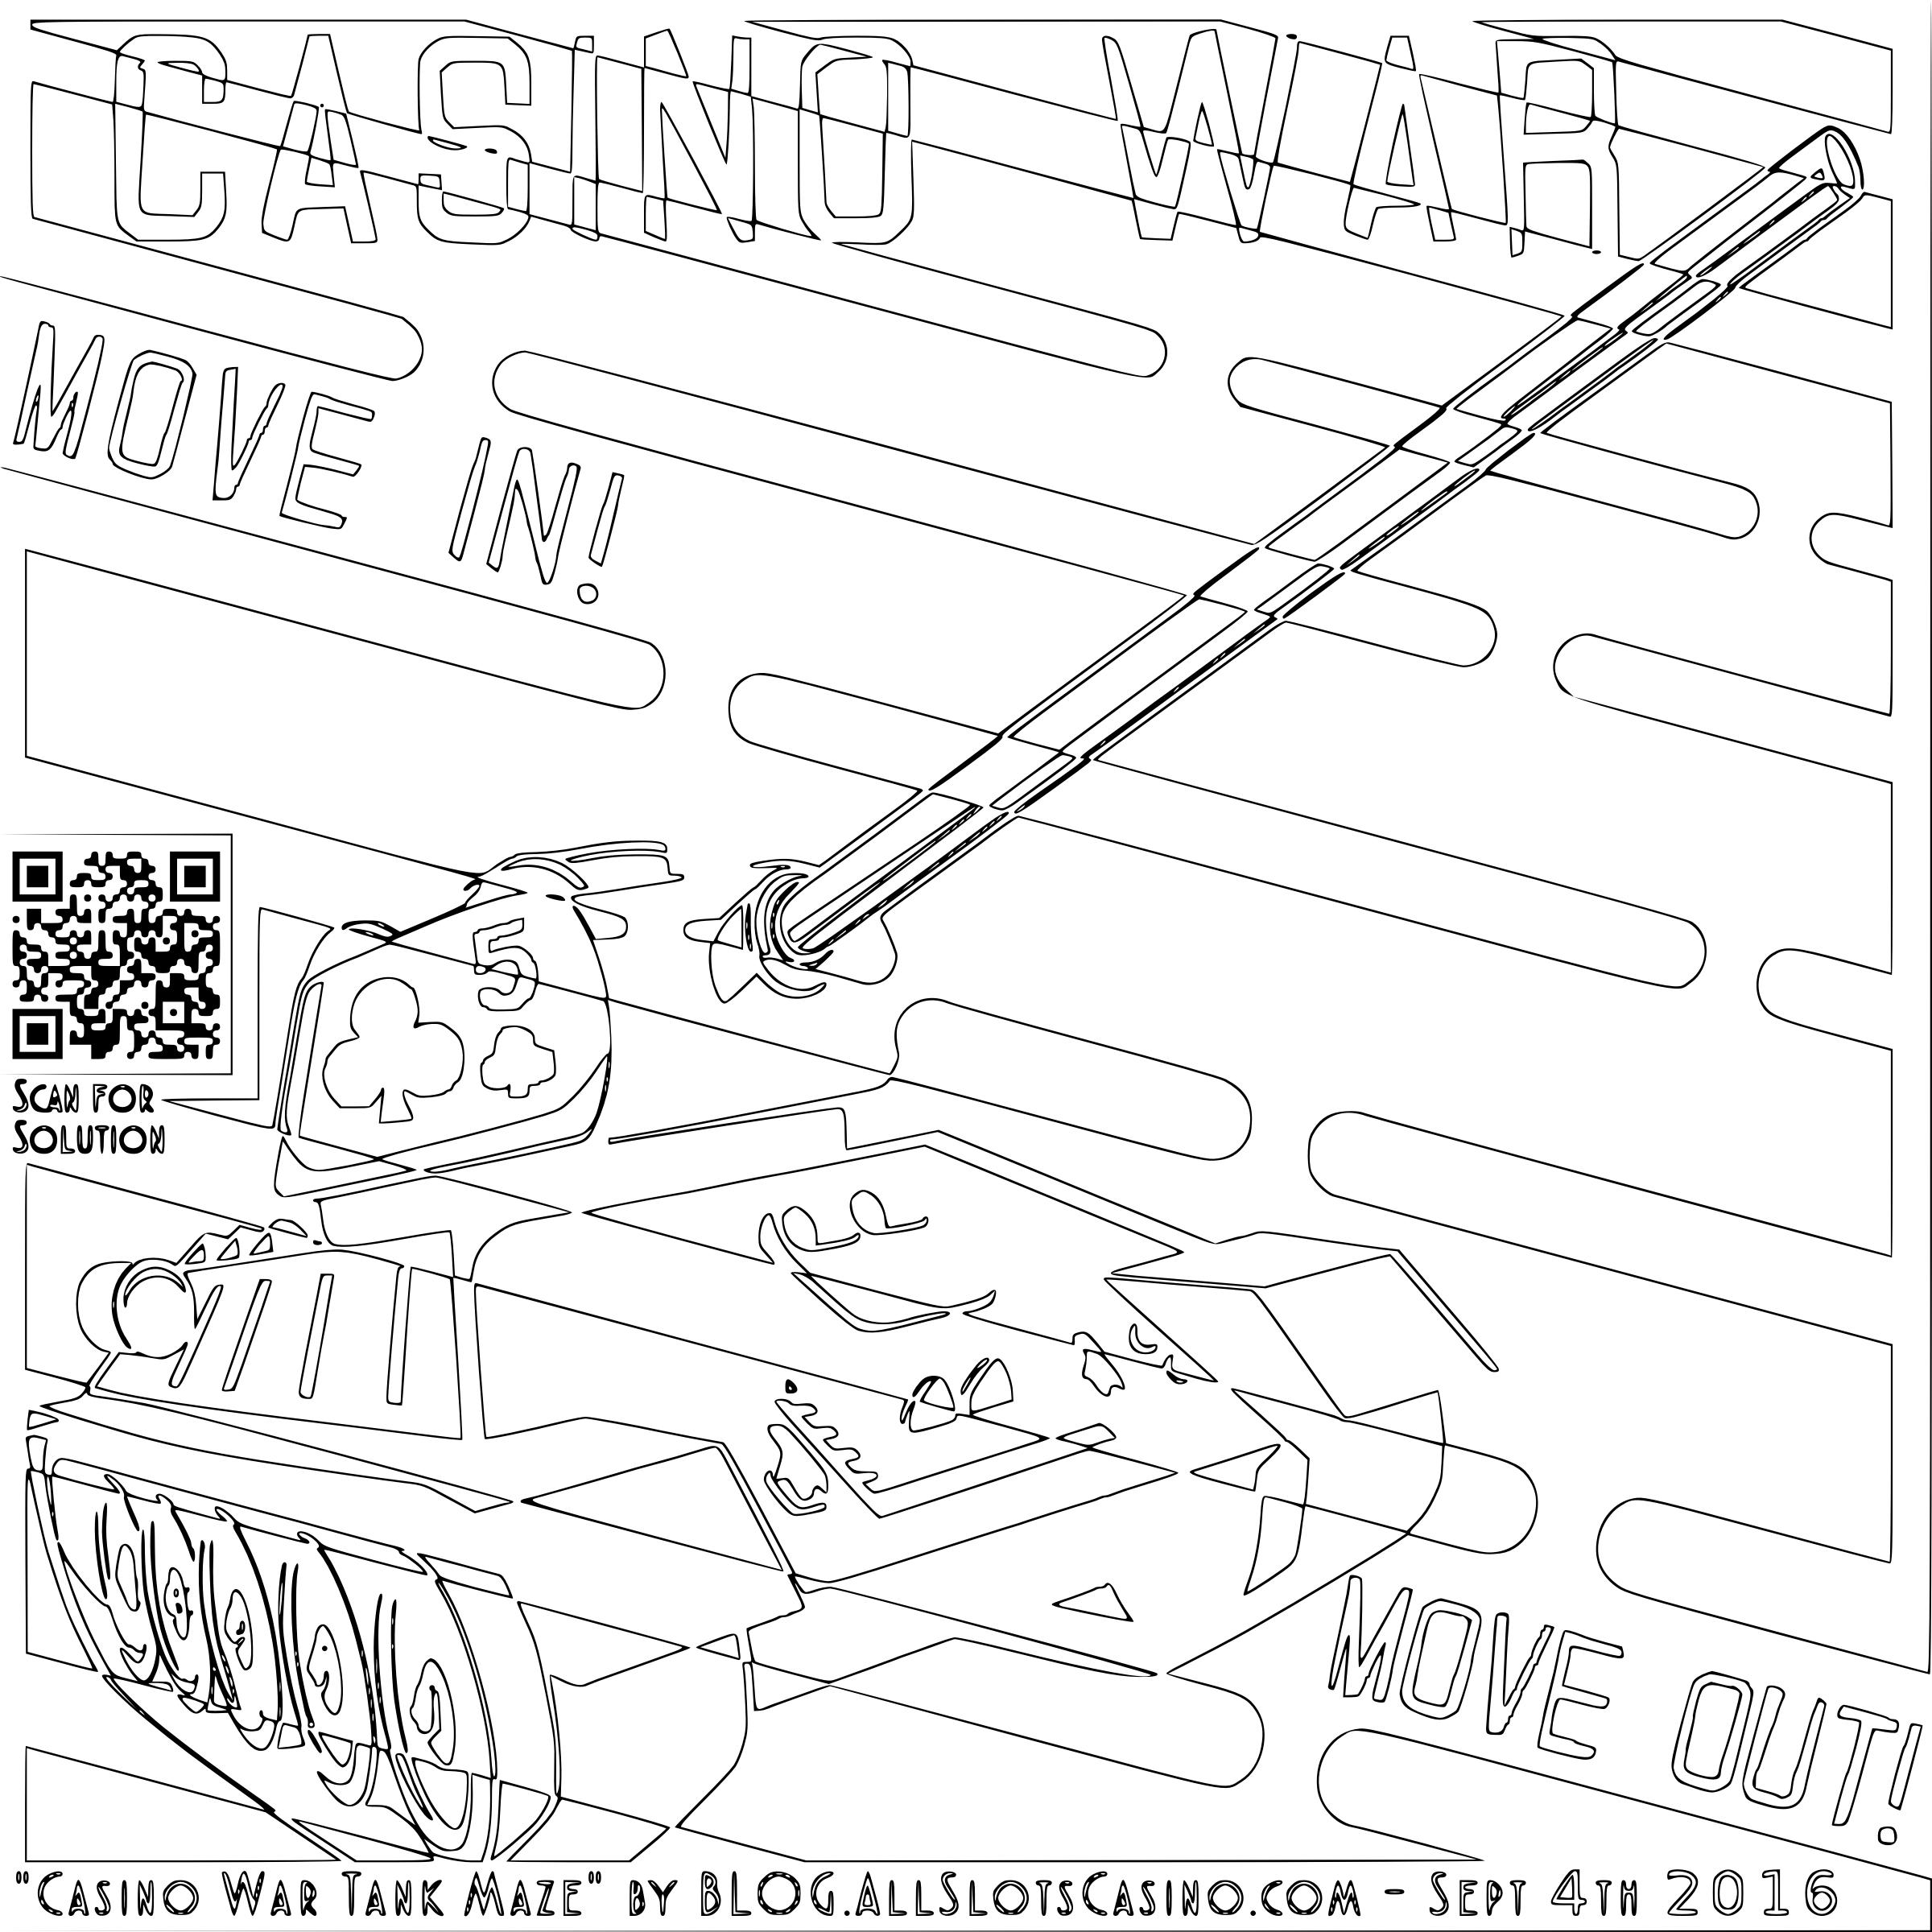 CASINO WAR
MOVE IN!
5
SCAN FOR
SOLUTION
MOVE OUT!
"CASINO WAR TANK MAZE" BY BLOG.ALLSLOTSCASINO.COM - SEPT 4TH 2016